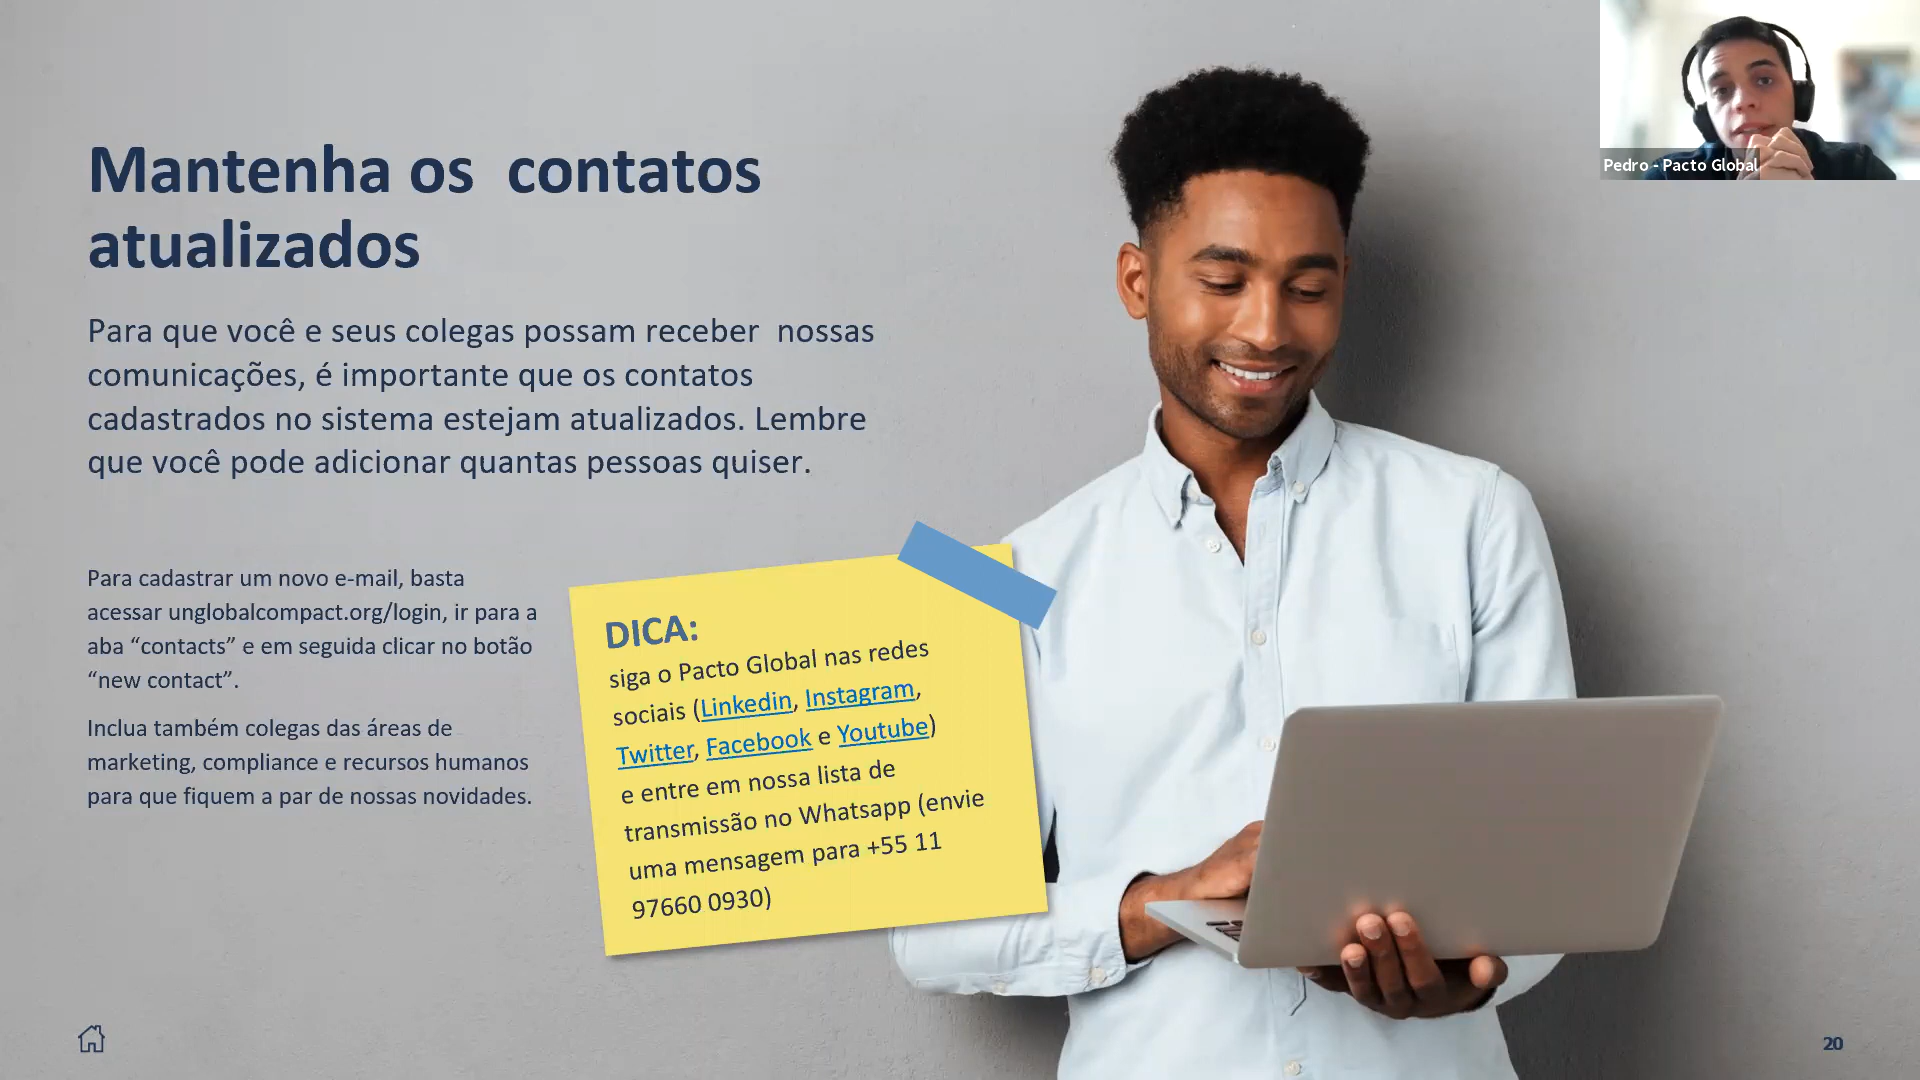 Mantenha os  contatos
atualizados
Para que você e seus colegas possam receber  nossas
comunicações, é importante que os contatos
cadastrados no sistema estejam atualizados. Lembre
que você pode adicionar quantas pessoas quiser.
Para cadastrar um novo e-mail, basta
acessar unglobalcompact.org/login, ir para a
aba “contacts” e em seguida clicar no botão
“new contact”.
Inclua também colegas das áreas de
marketing, compliance e recursos humanos
para que fiquem a par de nossas novidades.
DICA:
siga o Pacto Global nas redes
sociais (Linkedin, Instagram,
Twitter, Facebook e Youtube)
e entre em nossa lista de
transmissão no Whatsapp (envie
uma mensagem para +55 11
97660 0930)
Pedro - Pacto Global
20